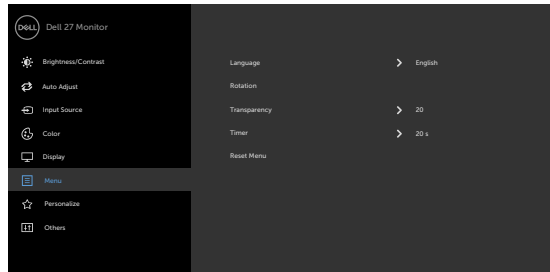 DELL Dell 27 Monitor
Brightness/Contrast
Auto Adjust
Input Source
Color
Display
Menu
Personalize
Others
Language English
Rotation
Transparency 20
Timer 20 s
Reset Menu